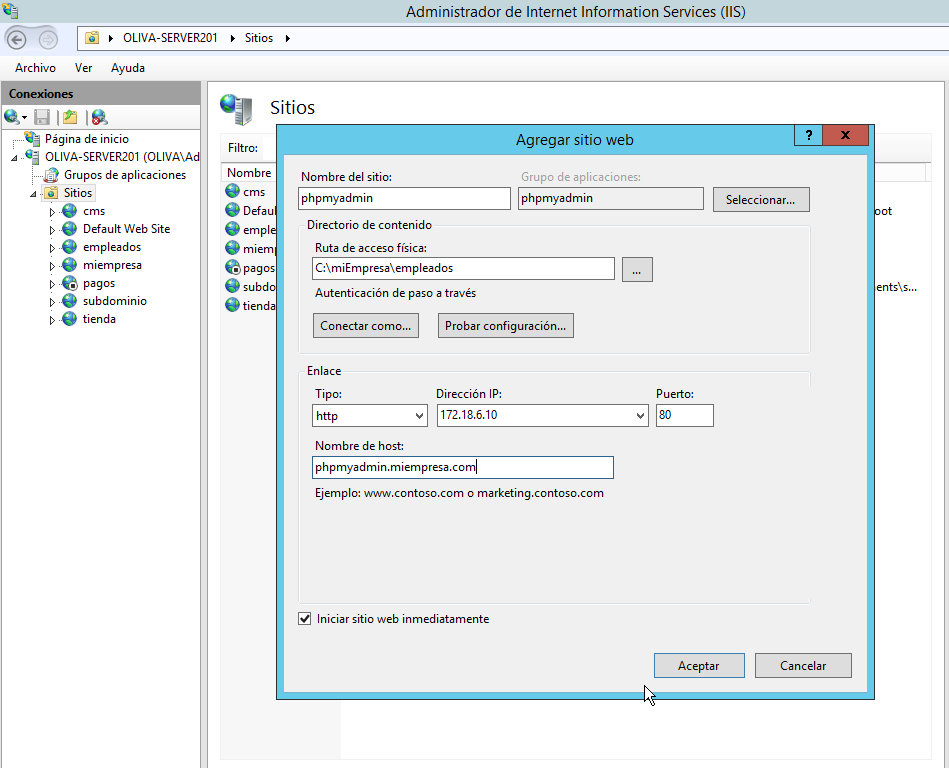 Administrador de Internet Information Services (IIS)
OLIVA-SERVER201 Sitios
Archivo Ver Ayuda
Conexiones
Página de inicio
OLIVA-SERVER201 (OLIVA\Ad
Grupos de aplicaciones
Sitios
cms
Default Web Site
empleados
miempresa
pagos
subdominio
tienda
Sitios
Filtro:
Nombre
cms
Defaul
emple
miemp
pagos
subdo
tienda
oot
ents\s...
Agregar sitio web
? x
Nombre del sitio: Grupo de aplicaciones:
phpmyadmin phpmyadmin Seleccionar...
Directorio de contenido
Ruta de acceso física:
C:\miEmpresa\empleados ...
Autenticación de paso a través
Conectar como... Probar configuración...
Enlace
Tipo: Dirección IP: Puerto:
http 172.18.6.10 80
Nombre de host:
phpmyadmin.miempresa.com
Ejemplo: www.contoso.com o marketing.contoso.com
Iniciar sitio web inmediatamente
Aceptar Cancelar